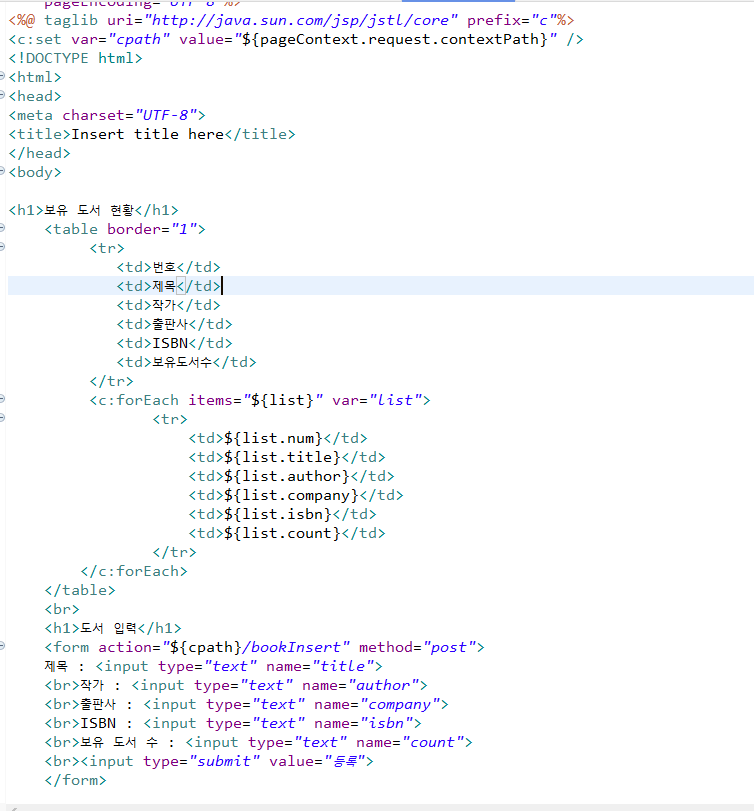 pageEncoding="UTF-8"%>
<%@ taglib uri="http://java.sun.com/jsp/jstl/core" prefix="c"%>
<c:set var="cpath" value="${pageContext.request.contextPath}" />
<!DOCTYPE html>
<html>
<head>
<meta charset="UTF-8">
<title>Insert title here</title>
</head>
<body>
<h1>보유 도서 현황</h1>
<table border="1">
<tr>
<td>번호</td>
<td>제목</td>
<td>작가</td>
<td>출판사</td>
<td>ISBN</td>
<td>보유도서수</td>
</tr>
<c:forEach items="${list}" var="list">
<tr>
<td>${list.num}</td>
<td>${list.title}</td>
<td>${list.author}</td>
<td>${list.company}</td>
<td>${list.isbn}</td>
<td>${list.count}</td>
</tr>
</c:forEach>
</table>
<br>
<h1>도서 입력</h1>
<form action="${cpath}/bookInsert" method="post">
제목 : <input type="text" name="title">
<br>작가 : <input type="text" name="author">
<br>출판사 : <input type="text" name="company">
<br>ISBN : <input type="text" name="isbn">
<br>보유 도서 수 : <input type="text" name="count">
<br><input type="submit" value="등록">
</form>